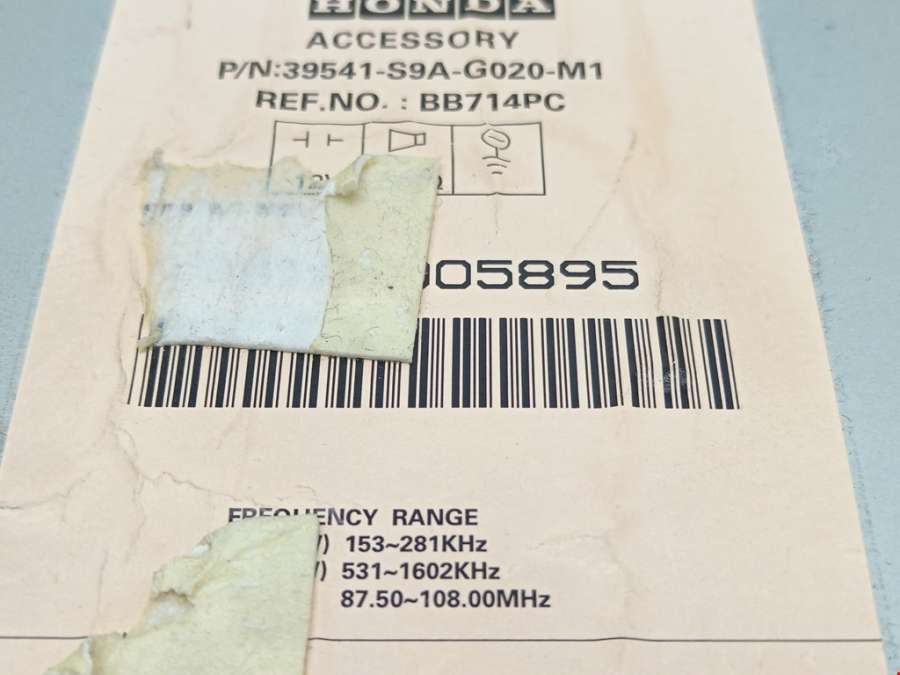 HONDA
ACCESSORY
P/N:39541-S9A-G020-M1
REF.NO. : BB714PC
12V
05895
FREQUENCY RANGE
) 153~281KHz
) 531~1602KHz
87.50~108.00MHz